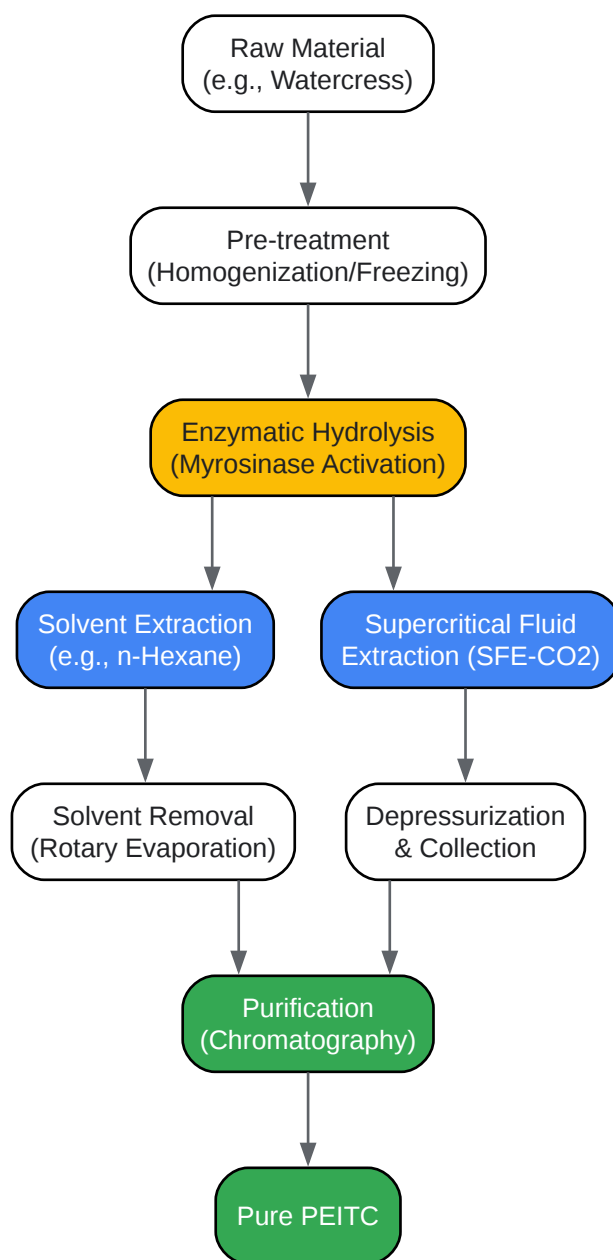 Raw Material
(e.g., Watercress)
Pre-treatment
(Homogenization/Freezing)
Enzymatic Hydrolysis
(Myrosinase Activation)
Solvent Extraction
(e.g., n-Hexane)
Supercritical Fluid
Extraction (SFE-CO2)
Solvent Removal
(Rotary Evaporation)
Depressurization
& Collection
Purification
(Chromatography)
Pure PEITC